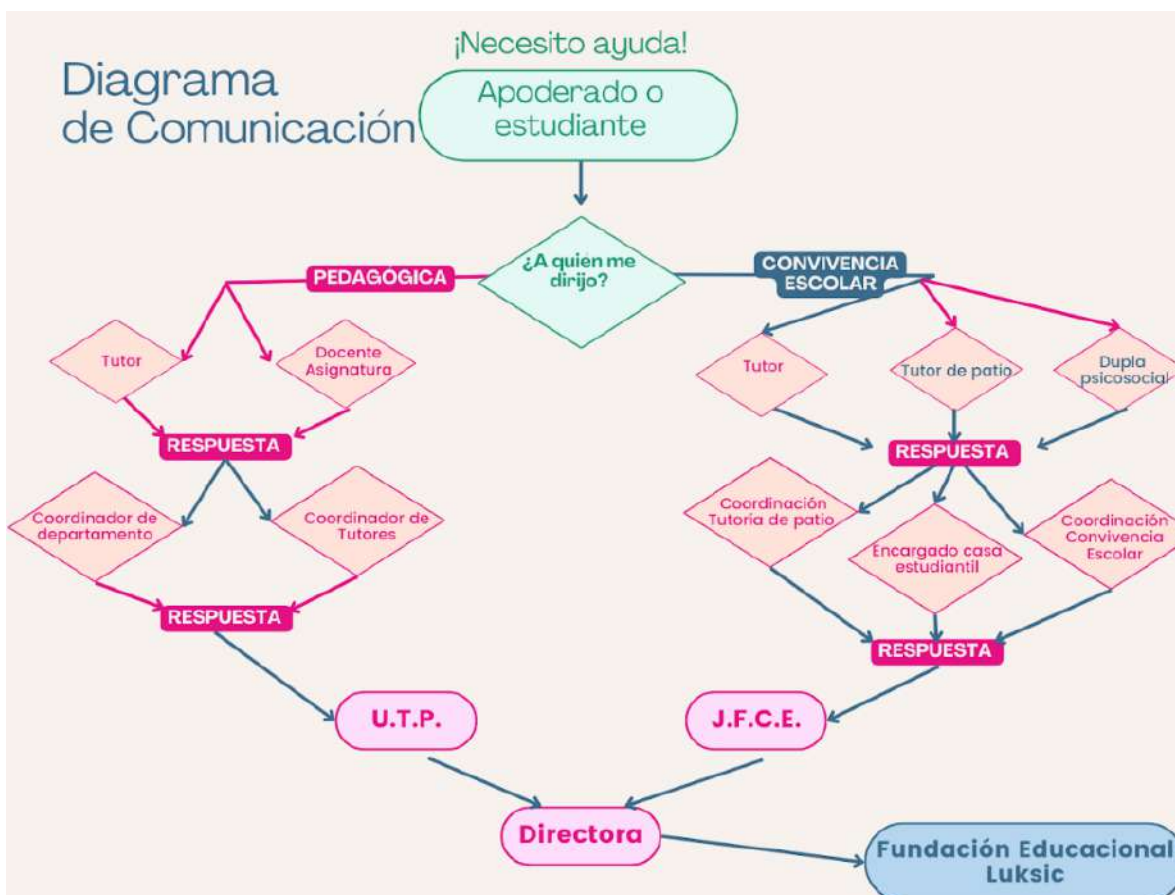 ¡Necesito ayuda!
Diagrama
de Comunicación
Apoderado o
estudiante
¿A quién me
dirijo?
PEDAGÓGICA
CONVENCIA
ESCOLAR
Tutor
Docente
Asignatura
Tutor
Tutor de patio
Dupla
psicosocial
RESPUESTA
RESPUESTA
Coordinador de
departamento
Coordinador de
Tutores
Coordinación
Tutoria de patio
Encargado casa
estudiantil
Coordinación
Convivencia
Escolar
RESPUESTA
RESPUESTA
U.T.P.
J.F.C.E.
Directora
Fundación Educacional
Luksic